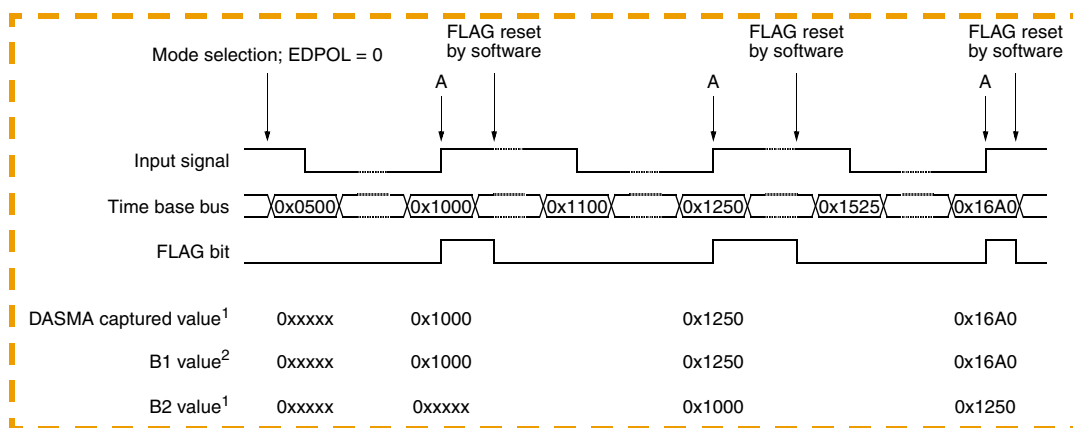 FLAG reset by software
FLAG reset by software
FLAG reset by software
Mode selection; EDPOL = 0
A
A
A
Input signal
Time base bus 0x0500 0x1000 0x1100 0x1250 0x1525 0x16A0
FLAG bit
DASMA captured value1 0xxxxx 0x1000 0x1250 0x16A0
B1 value2 0xxxxx 0x1000 0x1250 0x16A0
B2 value1 0xxxxx 0xxxxx 0x1000 0x1250